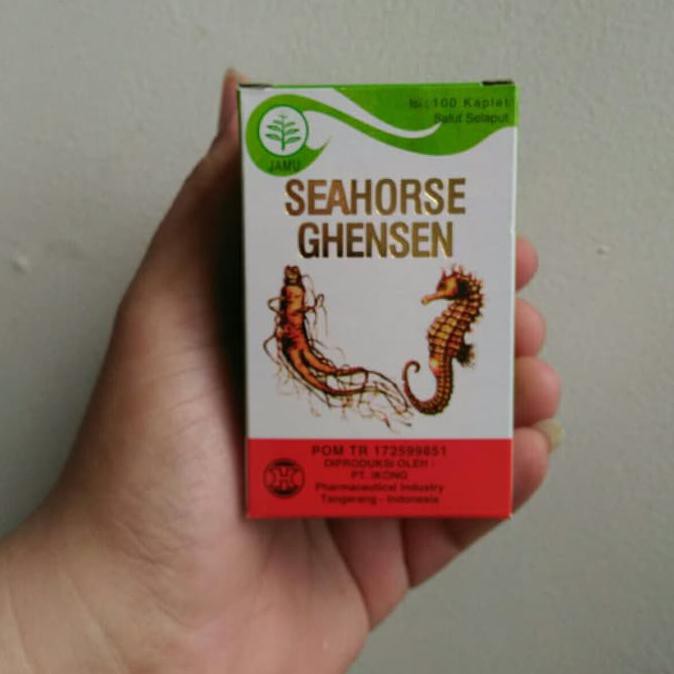 Isi : 100 Kaplet
Salut Selaput
JAMU
SEAHORSE
GHENSEN
POM TR 172599851
DIPRODUKSI OLEH :
PT. IKONG
Pharmaceutical Industry
Tangerang - Indonesia